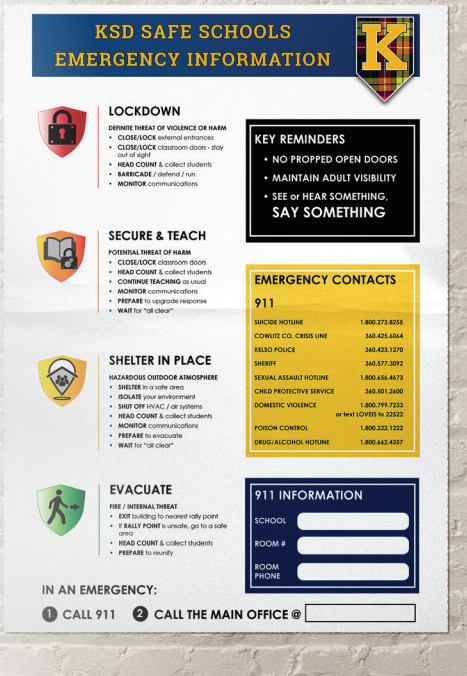 KSD SAFE SCHOOLS
EMERGENCY INFORMATION
K
LOCKDOWN
DEFINITE THREAT OF VIOLENCE OR HARM
• CLOSE/LOCK external entrances
• CLOSE/LOCK classroom doors - stay
out of sight
• HEAD COUNT & collect students
• BARRICADE / defend / run
• MONITOR communications
SECURE & TEACH
POTENTIAL THREAT OF HARM
• CLOSE/LOCK classroom doors
• HEAD COUNT & collect students
• CONTINUE TEACHING as usual
• MONITOR communications
• PREPARE to upgrade response
• WAIT for "all clear"
SHELTER IN PLACE
HAZARDOUS OUTDOOR ATMOSPHERE
• SHELTER in a safe area
• ISOLATE your environment
• SHUT OFF HVAC / air systems
• HEAD COUNT & collect students
• MONITOR communications
• PREPARE to evacuate
• WAIT for "all clear"
EVACUATE
FIRE / INTERNAL THREAT
• EXIT building to nearest rally point
• If RALLY POINT is unsafe, go to a safe
area
• HEAD COUNT & collect students
• PREPARE to reunify
KEY REMINDERS
• NO PROPPED OPEN DOORS
• MAINTAIN ADULT VISIBILITY
• SEE or HEAR SOMETHING,
SAY SOMETHING
EMERGENCY CONTACTS
911
SUICIDE HOTLINE 1.800.273.8255
COWLITZ CO. CRISIS LINE 360.425.6064
KELSO POLICE 360.423.1270
SHERIFF 360.577.3092
SEXUAL ASSAULT HOTLINE 1.800.656.4673
CHILD PROTECTIVE SERVICE 360.501.2600
DOMESTIC VIOLENCE 1.800.799.7233
or text LOVEIS to 22522
POISON CONTROL 1.800.222.1222
DRUG/ALCOHOL HOTLINE 1.800.662.4357
911 INFORMATION
SCHOOL
ROOM #
ROOM
PHONE
IN AN EMERGENCY:
1 CALL 911 2 CALL THE MAIN OFFICE @